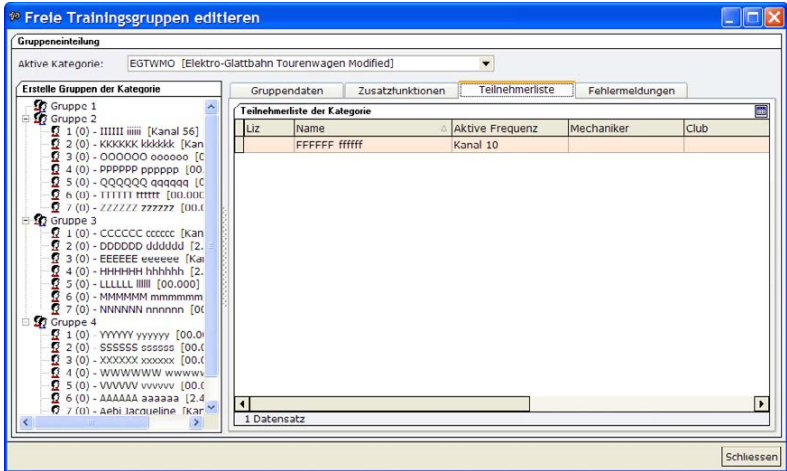 Freie Trainingsgruppen editieren
Gruppeneinteilung
Aktive Kategorie: EGTWMO [Elektro-Glattbahn Tourenwagen Modified]
Erstelle Gruppen der Kategorie
Gruppe 1
Gruppe 2
1 (0) - IIIIII iiiiii [Kanal 56]
2 (0) - KKKKKK kkkkkk [Kan
3 (0) - OOOOOO oooooo [0
4 (0) - PPPPPP pppppp [00.
5 (0) - QQQQQQ qqqqqq [0
6 (0) - TTTTTT tttttt [00.000
7 (0) - ZZZZZZ zzzzzz [00.0
Gruppe 3
1 (0) - CCCCCC cccccc [Kan
2 (0) - DDDDDD dddddd [2.
3 (0) - EEEEEE eeeeee [Kan
4 (0) - HHHHHH hhhhhh [2.
5 (0) - LLLLLL llllll [00.000]
6 (0) - MMMMMM mmmmmm
7 (0) - NNNNNN nnnnnn [00
Gruppe 4
1 (0) - YYYYYY yyyyyy [00.0
2 (0) - SSSSSS ssssss [00.0
3 (0) - XXXXXX xxxxxx [00.0
4 (0) - WWWWWW wwwww
5 (0) - VVVVVV vvvvvv [00.0
6 (0) - AAAAAA aaaaaa [2.4
7 (0) - Aebi Jacqueline [Kan
Gruppendaten Zusatzfunktionen Teilnehmerliste Fehlermeldungen
Teilnehmerliste der Kategorie
Liz Name Aktive Frequenz Mechaniker Club
FFFFFF ffffff Kanal 10
1 Datensatz
Schliessen